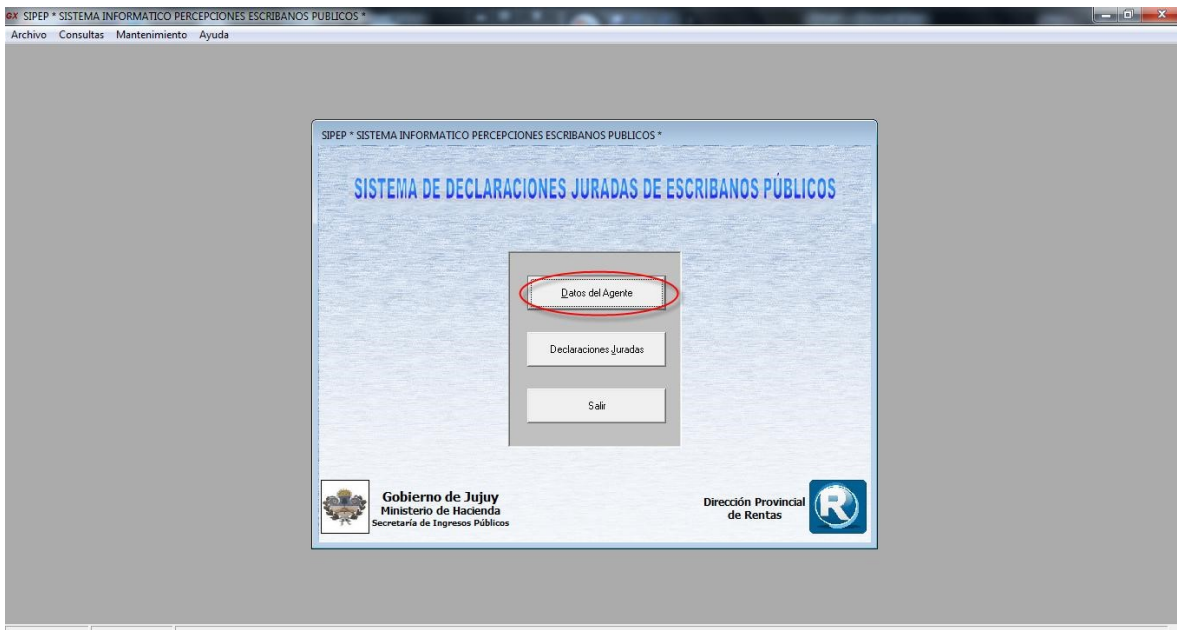 GX SIPEP * SISTEMA INFORMATICO PERCEPCIONES ESCRIBANOS PUBLICOS *
Archivo Consultas Mantenimiento Ayuda
SIPEP * SISTEMA INFORMATICO PERCEPCIONES ESCRIBANOS PUBLICOS *
SISTEMA DE DECLARACIONES JURADAS DE ESCRIBANOS PÚBLICOS
Datos del Agente
Declaraciones Juradas
Salir
Gobierno de Jujuy
Ministerio de Hacienda
Secretaría de Ingresos Públicos
Dirección Provincial
de Rentas
R